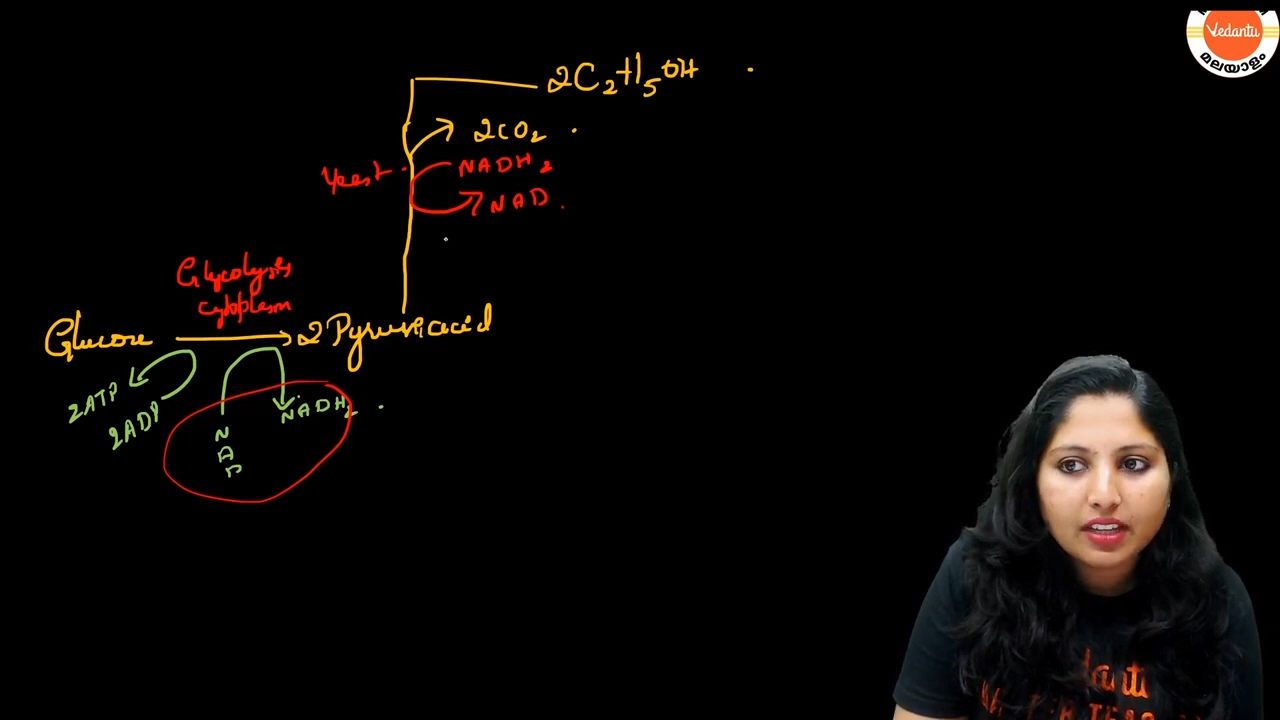 Vedantu
മലയാളം
2C2H5OH
2CO2
Yeast
NADH2
NAD
Glycolysis
cytoplasm
Glucose
2 Pyruvic acid
2ATP
2ADP
NADH2
NAD